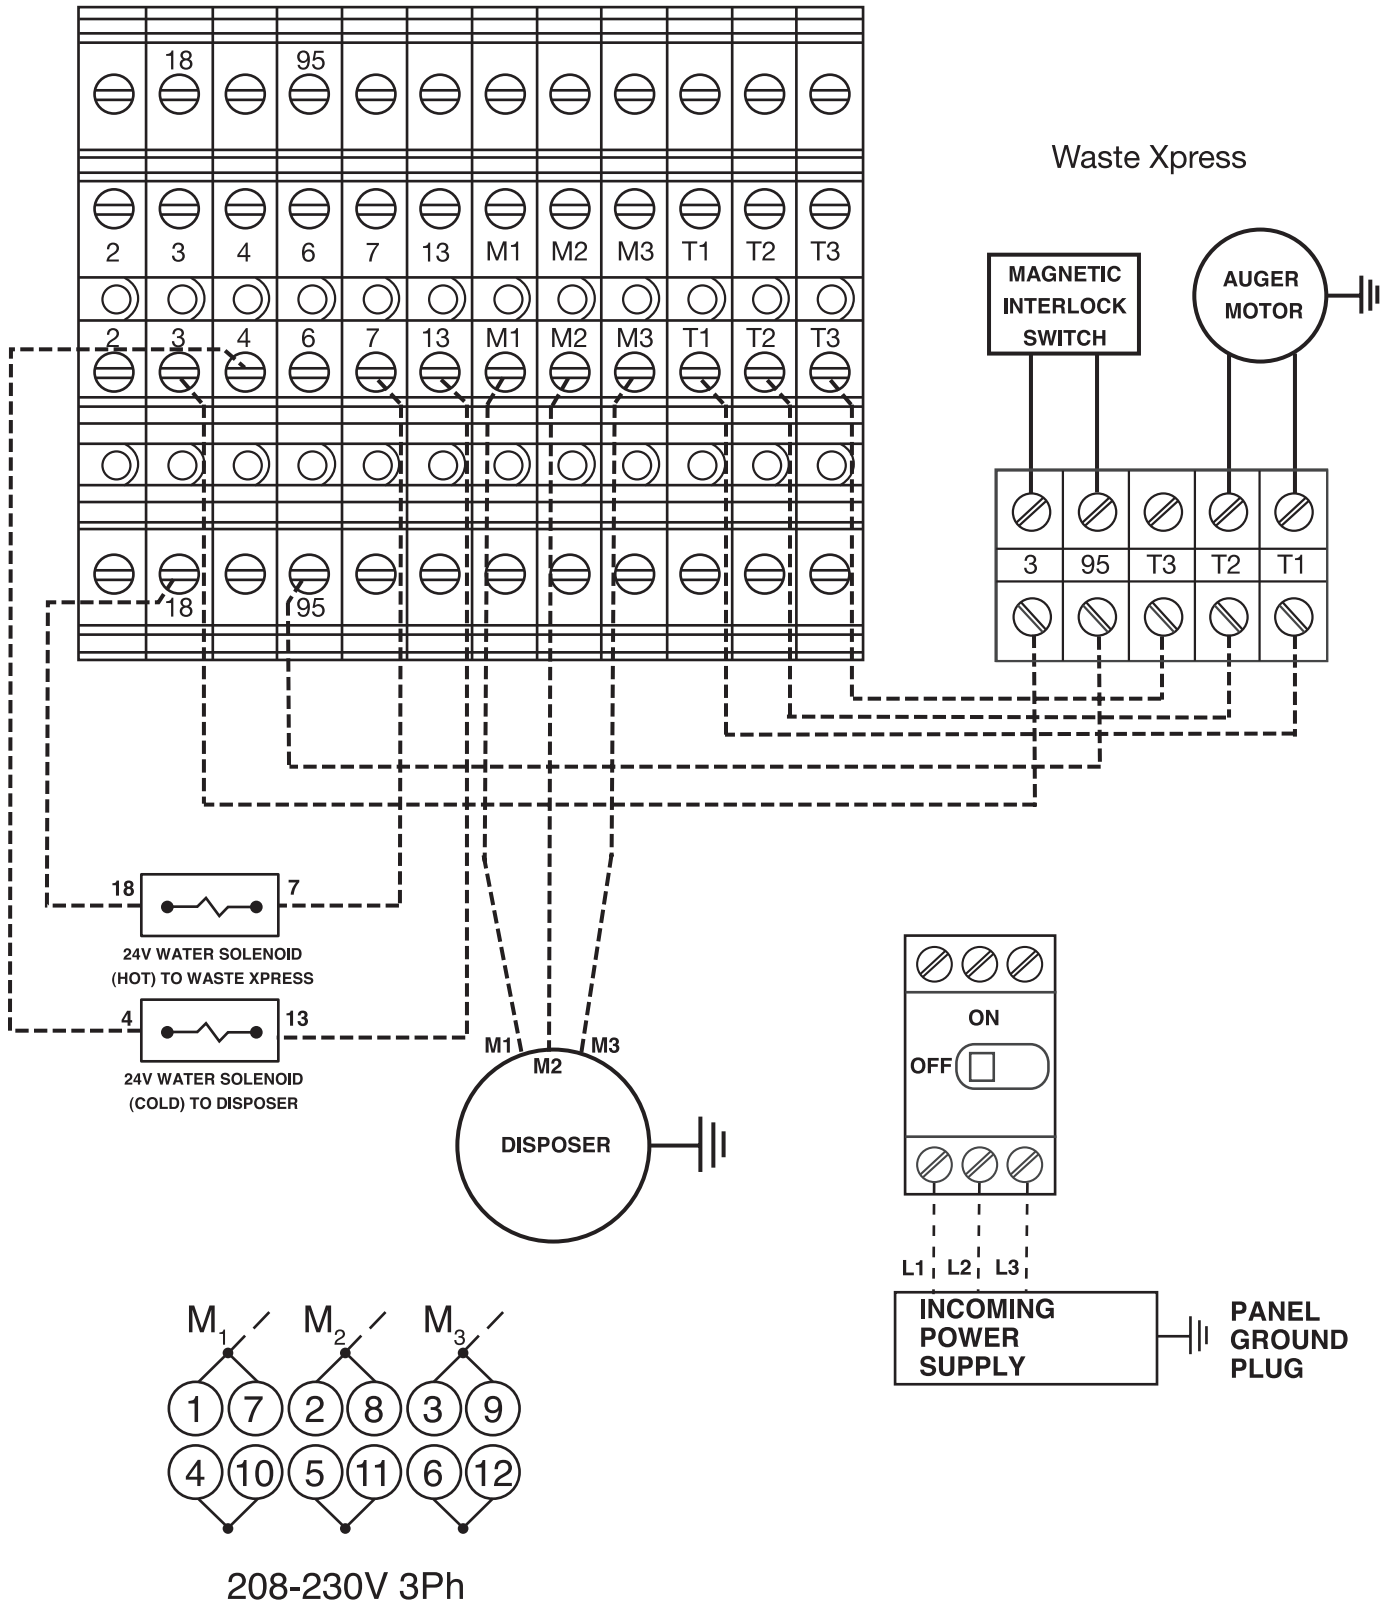 18 95
Waste Xpress
2 3 4 6 7 13 M1 M2 M3 T1 T2 T3
MAGNETIC
INTERLOCK
SWITCH
AUGER
MOTOR
2 3 4 6 7 13 M1 M2 M3 T1 T2 T3
3 95 T3 T2 T1
18 95
18 7
24V WATER SOLENOID
(HOT) TO WASTE XPRESS
4 13
24V WATER SOLENOID
(COLD) TO DISPOSER
M1 M2 M3
DISPOSER
ON
OFF
L1 L2 L3
INCOMING
POWER
SUPPLY
PANEL
GROUND
PLUG
M1 M2 M3
1 7 2 8 3 9
4 10 5 11 6 12
208-230V 3Ph